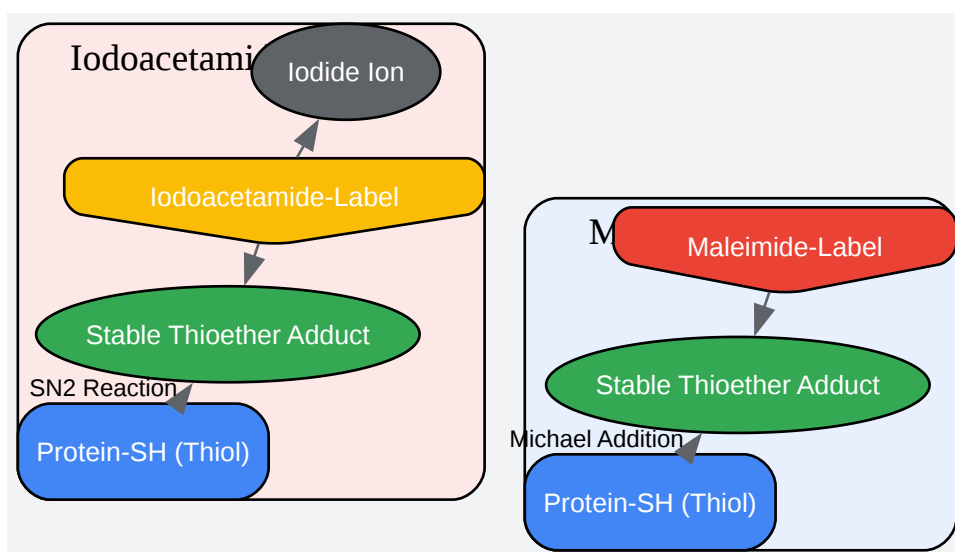 Iodoacetami
Iodide Ion
Iodoacetamide-Label
Stable Thioether Adduct
SN2 Reaction
Protein-SH (Thiol)
M
Maleimide-Label
Stable Thioether Adduct
Michael Addition
Protein-SH (Thiol)